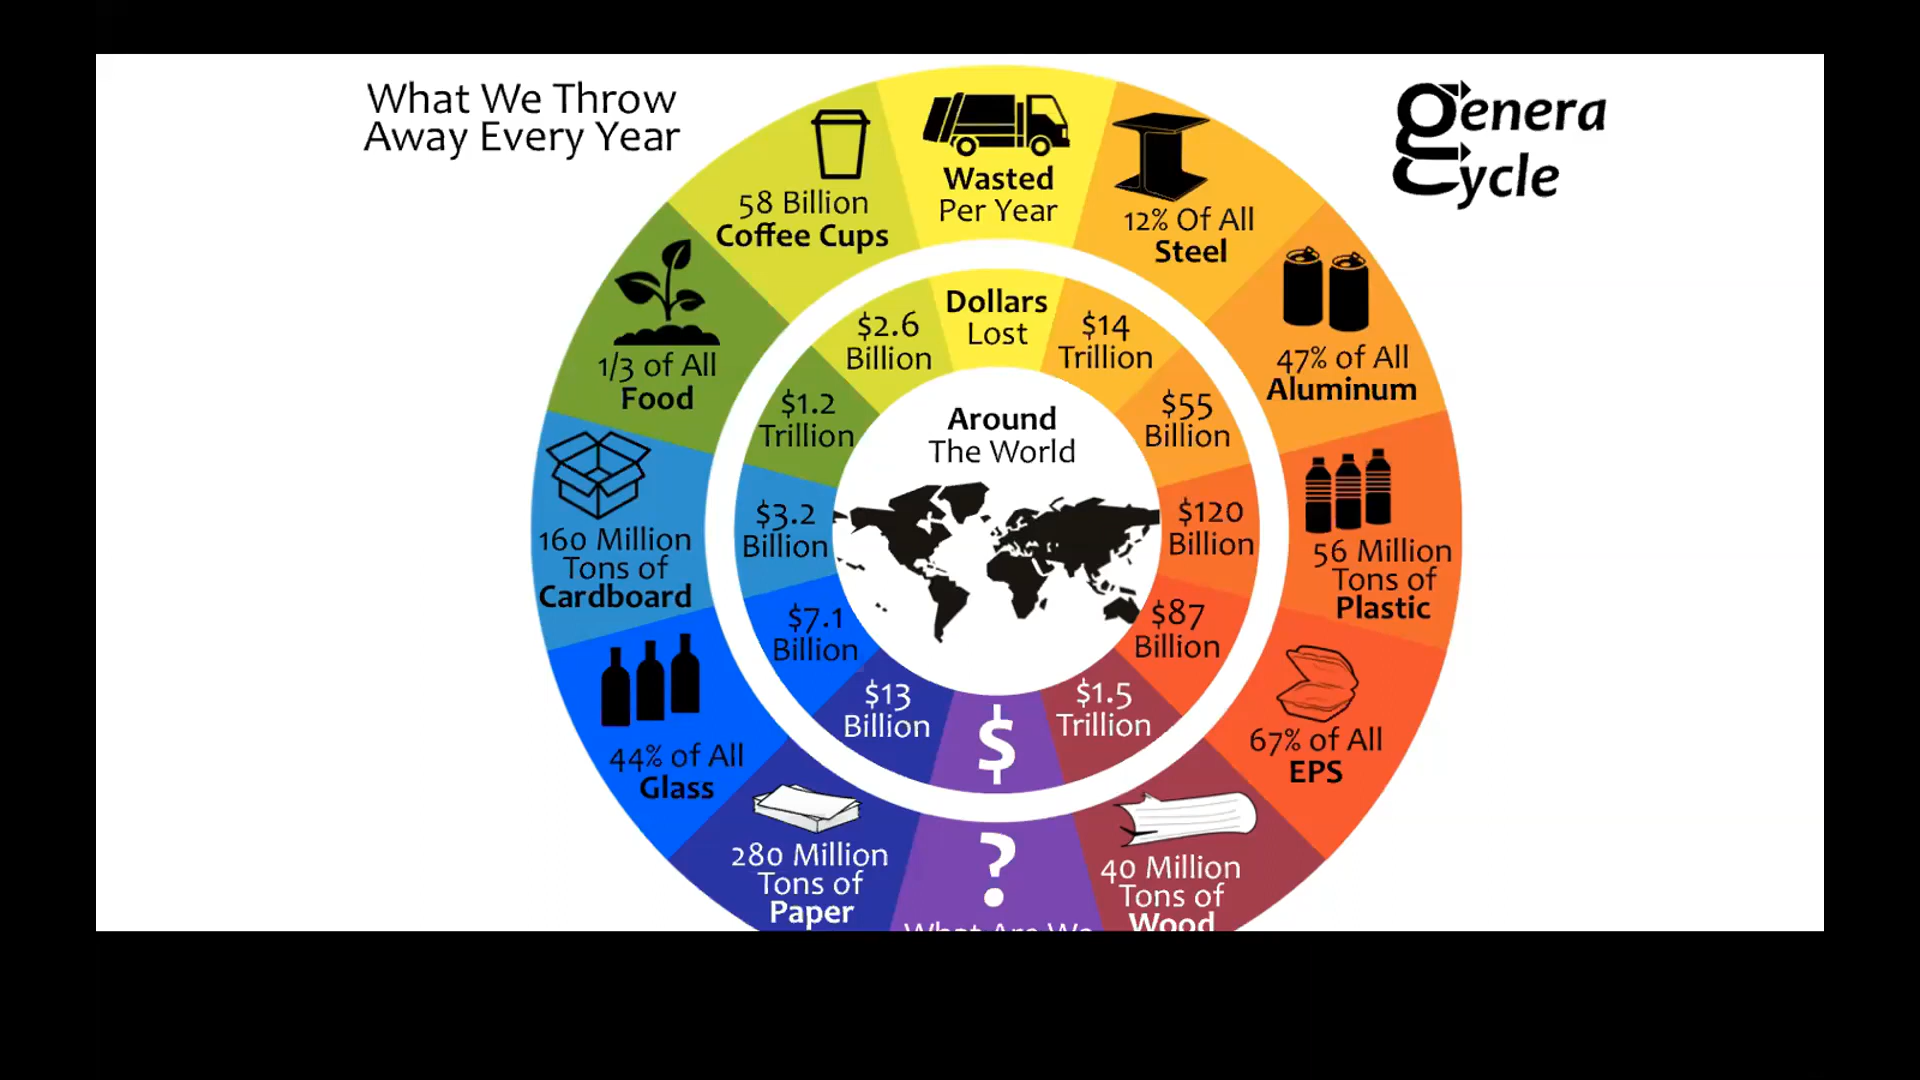 What We Throw
Away Every Year
genera
cycle
Wasted
Per Year
Dollars
Lost
Around
The World
12% Of All
Steel
$14
Trillion
47% of All
Aluminum
$55
Billion
56 Million
Tons of
Plastic
$120
Billion
67% of All
EPS
$87
Billion
40 Million
Tons of
Wood
$1.5
Trillion
?
What Are We
$
280 Million
Tons of
Paper
$13
Billion
44% of All
Glass
$7.1
Billion
160 Million
Tons of
Cardboard
$3.2
Billion
1/3 of All
Food
$1.2
Trillion
58 Billion
Coffee Cups
$2.6
Billion